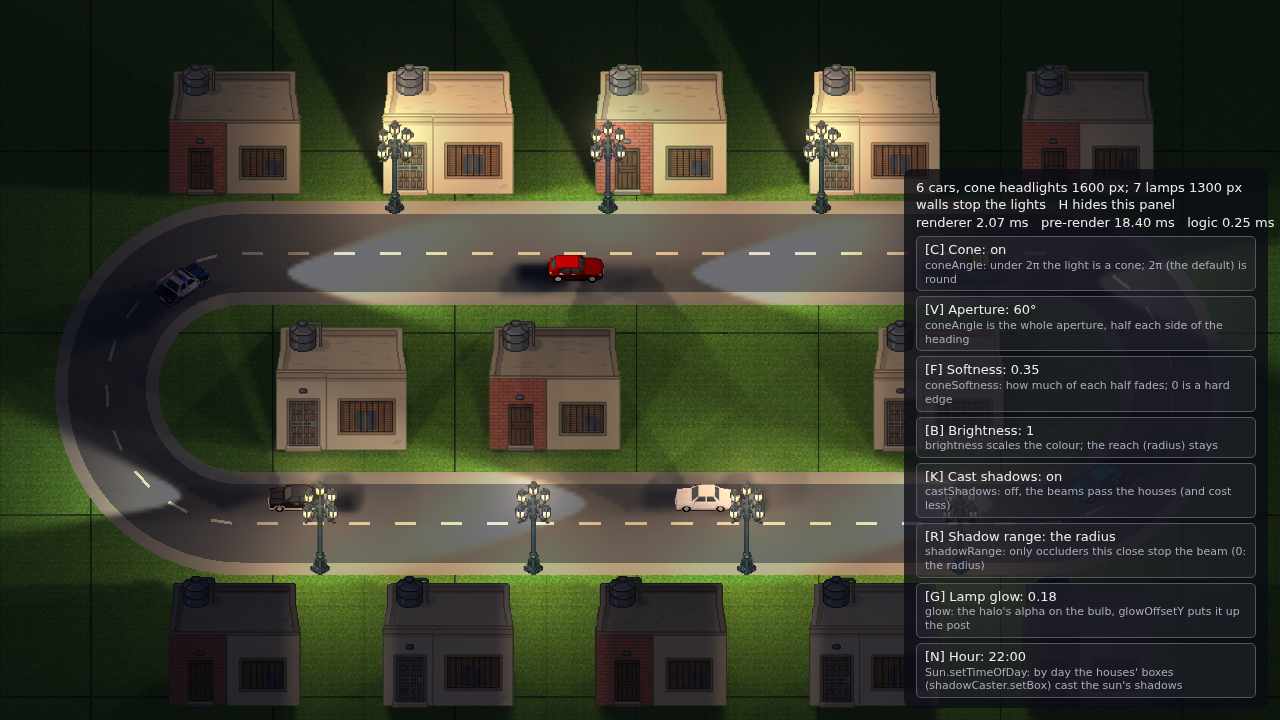 6 cars, cone headlights 1600 px; 7 lamps 1300 px
walls stop the lights   H hides this panel
renderer 2.07 ms   pre-render 18.40 ms   logic 0.25 ms
[C] Cone: on
coneAngle: under 2π the light is a cone; 2π (the default) is
round
[V] Aperture: 60°
coneAngle is the whole aperture, half each side of the
heading
[F] Softness: 0.35
coneSoftness: how much of each half fades; 0 is a hard
edge
[B] Brightness: 1
brightness scales the colour; the reach (radius) stays
[K] Cast shadows: on
castShadows: off, the beams pass the houses (and cost
less)
[R] Shadow range: the radius
shadowRange: only occluders this close stop the beam (0:
the radius)
[G] Lamp glow: 0.18
glow: the halo's alpha on the bulb, glowOffsetY puts it up
the post
[N] Hour: 22:00
Sun.setTimeOfDay: by day the houses' boxes
(shadowCaster.setBox) cast the sun's shadows